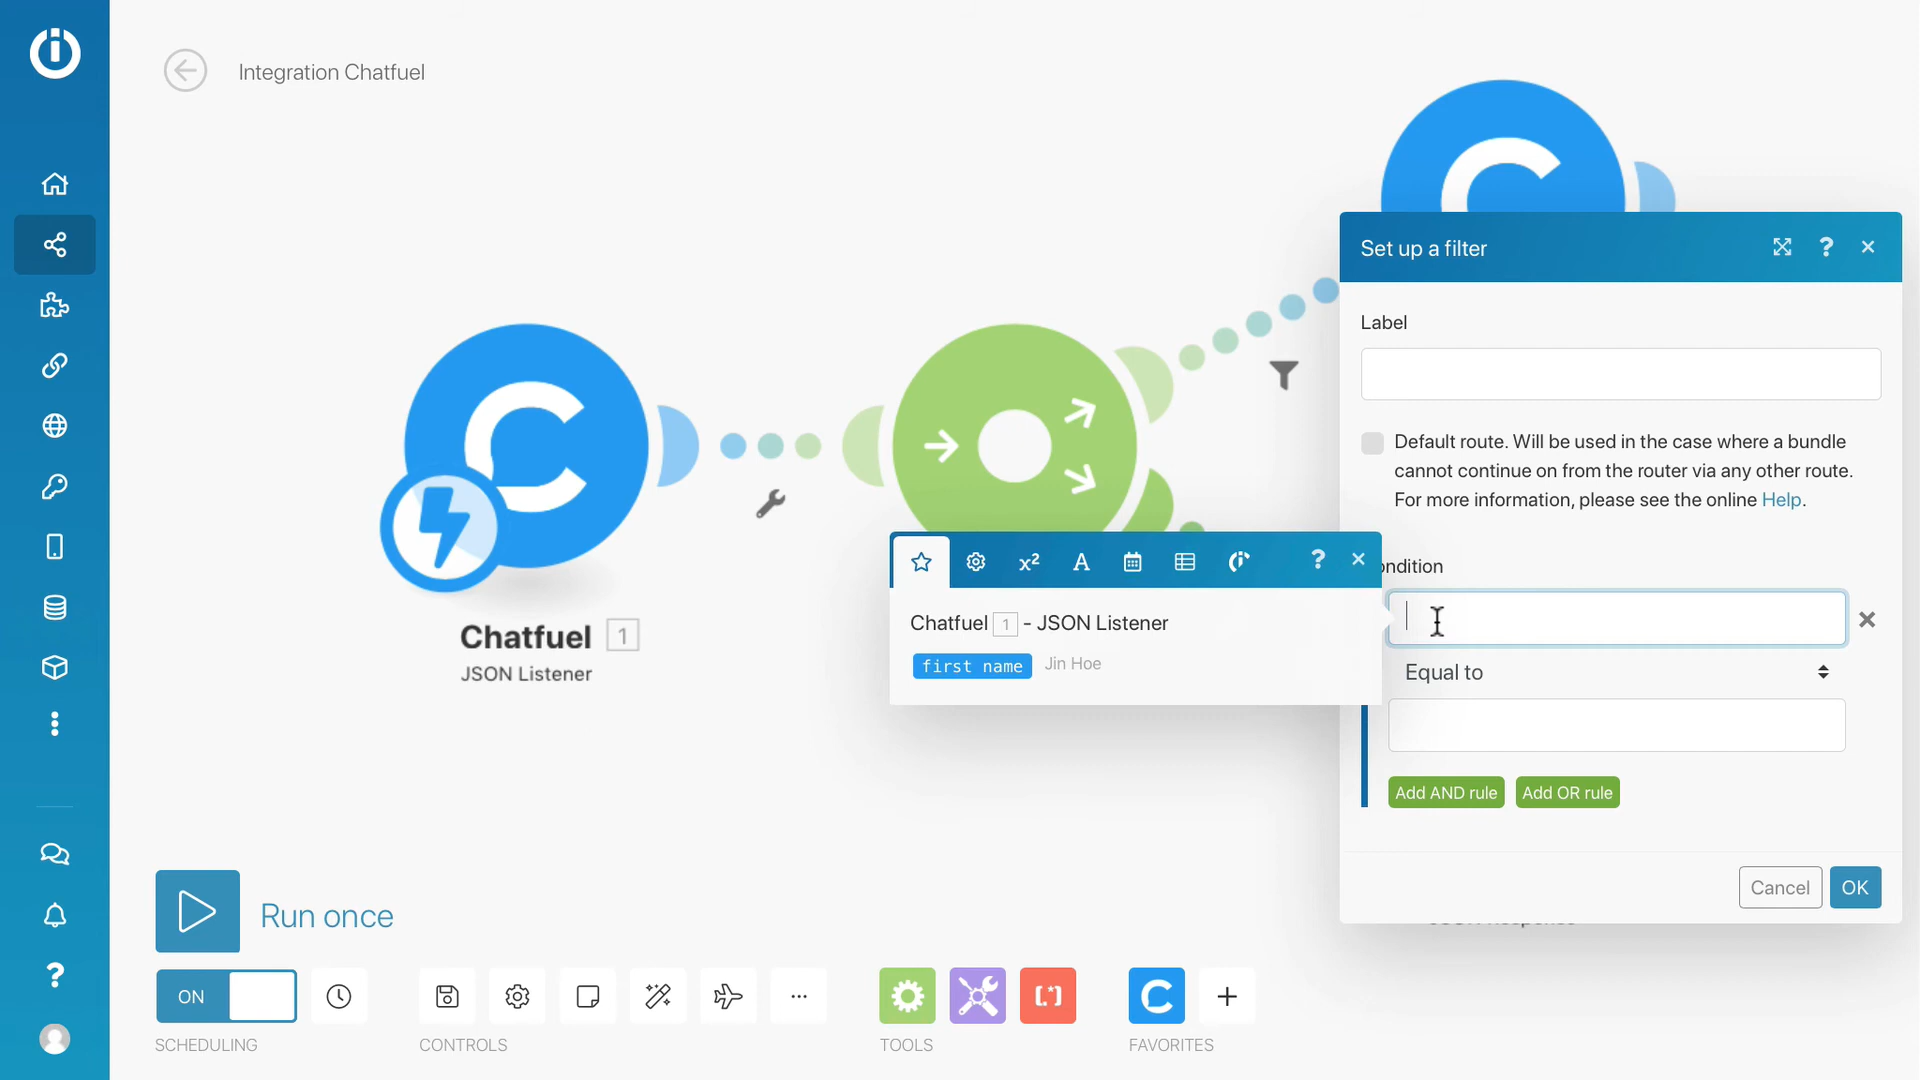 Integration Chatfuel
Set up a filter
Label
Default route. Will be used in the case where a bundle
cannot continue on from the router via any other route.
For more information, please see the online Help.
ondition
Chatfuel 1 - JSON Listener
first name Jin Hoe
Equal to
Chatfuel 1
JSON Listener
Add AND rule Add OR rule
Cancel OK
Run once
ON
SCHEDULING
CONTROLS
TOOLS
FAVORITES